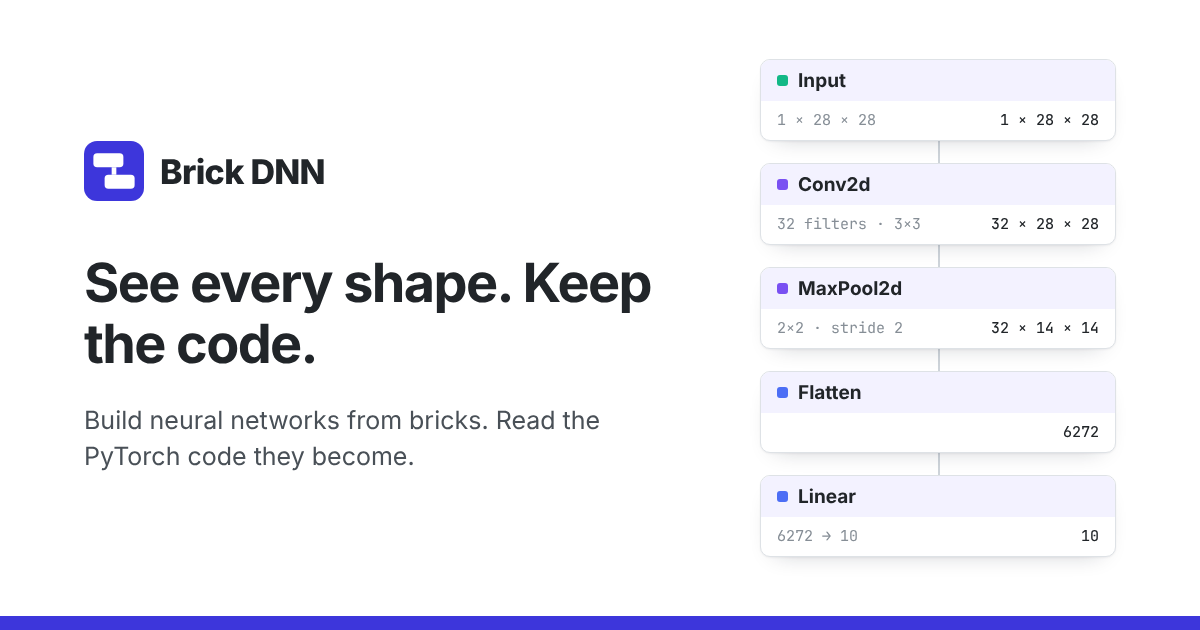 Brick DNN
See every shape. Keep
the code.
Build neural networks from bricks. Read the
PyTorch code they become.
Input
1 × 28 × 28 1 × 28 × 28
Conv2d
32 filters · 3×3 32 × 28 × 28
MaxPool2d
2×2 · stride 2 32 × 14 × 14
Flatten
6272
Linear
6272 → 10 10